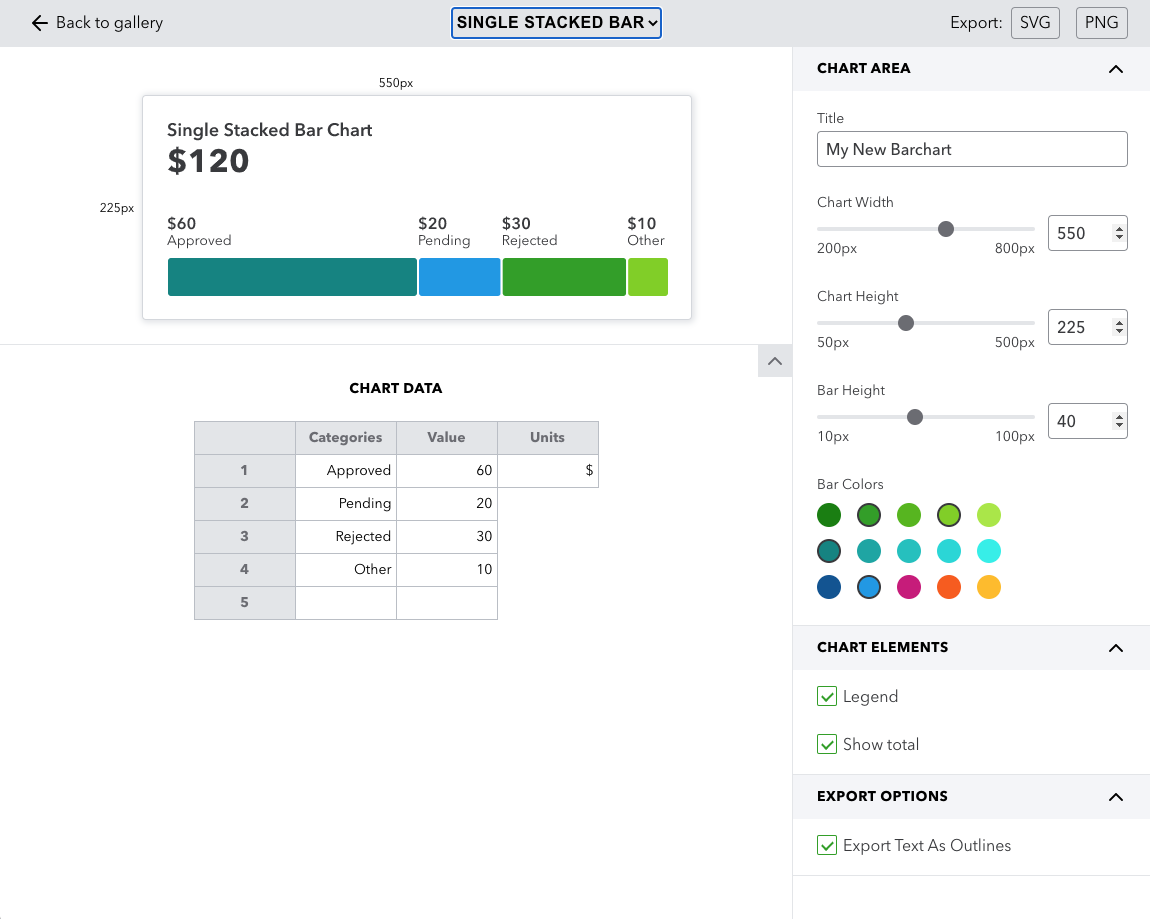 Back to gallery
SINGLE STACKED BAR
Export: SVG PNG
550px
225px
Single Stacked Bar Chart
$120
$60 $20 $30 $10
Approved Pending Rejected Other
CHART DATA
Categories Value Units
1 Approved 60 $
2 Pending 20
3 Rejected 30
4 Other 10
5
CHART AREA
Title
My New Barchart
Chart Width
550
200px 800px
Chart Height
225
50px 500px
Bar Height
40
10px 100px
Bar Colors
CHART ELEMENTS
Legend
Show total
EXPORT OPTIONS
Export Text As Outlines